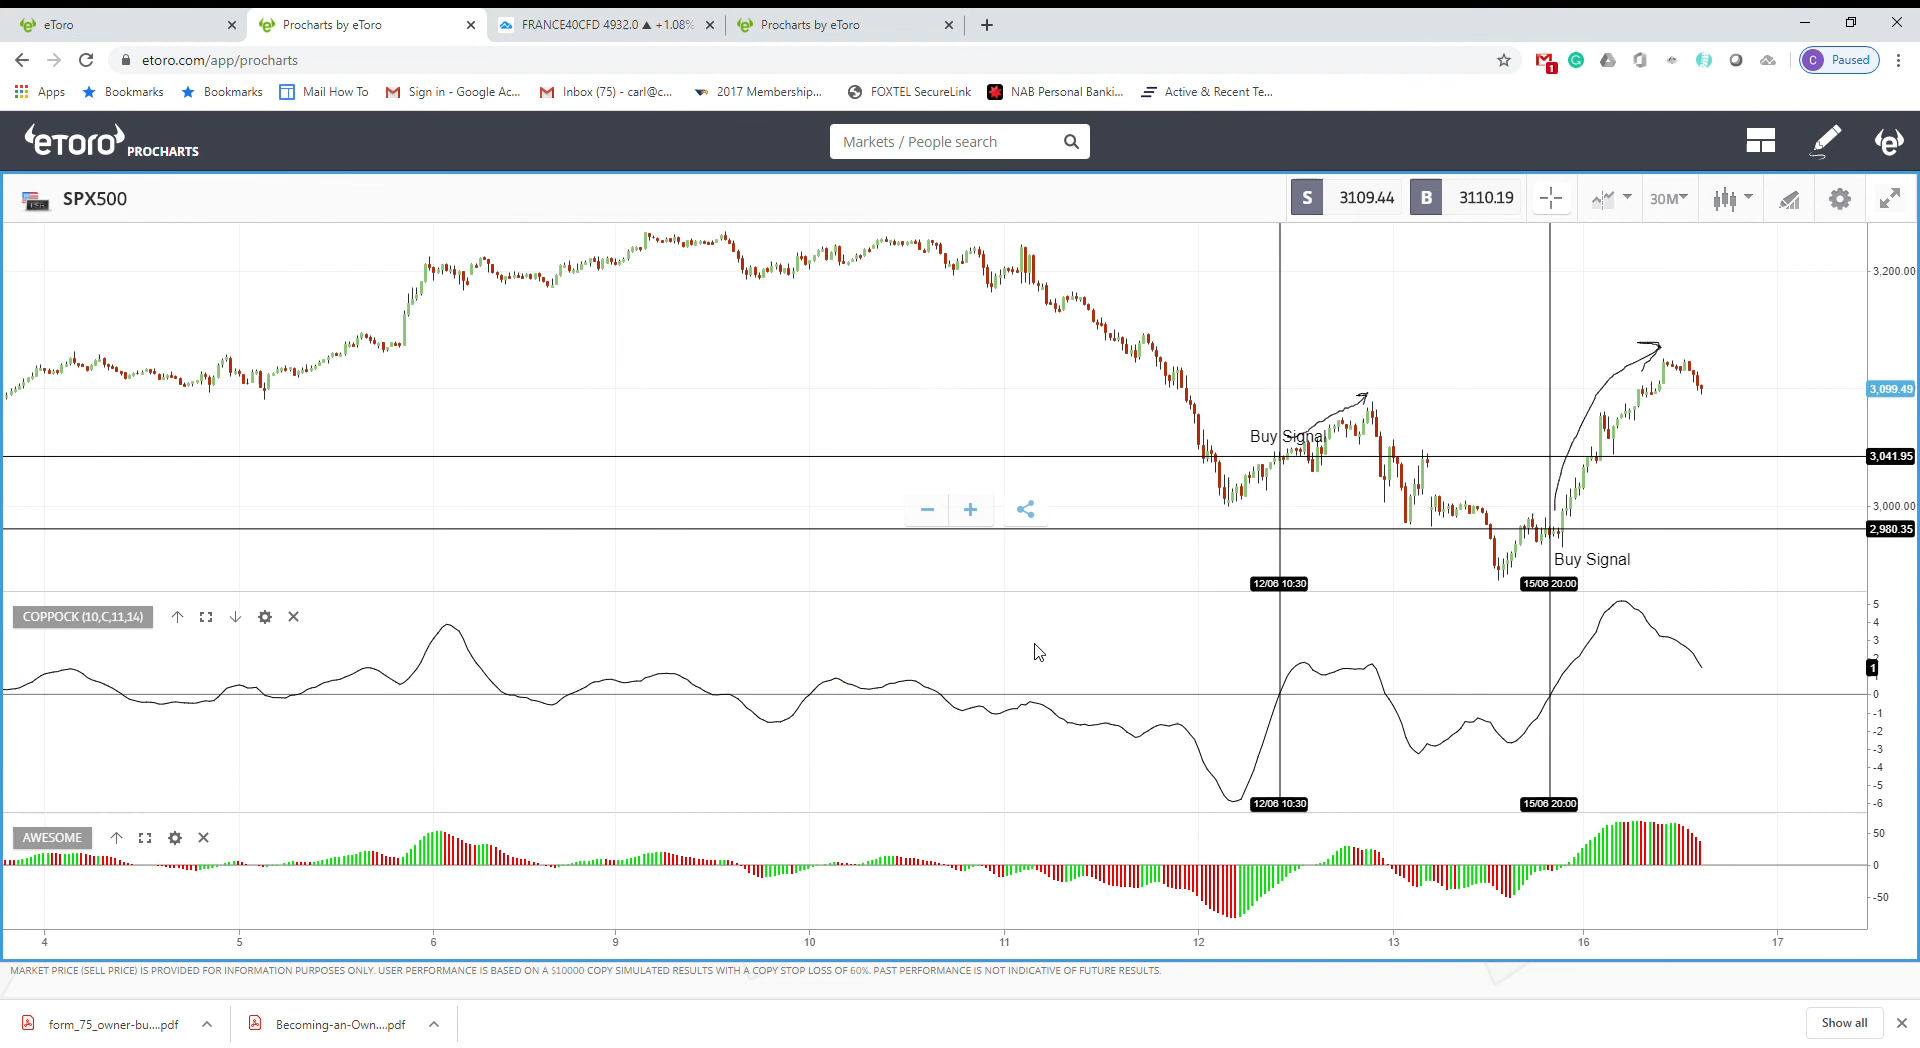 eToro
Procharts by eToro
FRANCE40CFD 4932.0 ▲ +1.08%
Procharts by eToro
etoro.com/app/procharts
1
C Paused
Apps
Bookmarks
Bookmarks
Mail How To
Sign in - Google Ac...
Inbox (75) - carl@c...
2017 Membership...
FOXTEL SecureLink
NAB Personal Banki...
Active & Recent Te...
eToro PROCHARTS
Markets / People search
SPX500
S 3109.44 B 3110.19
30M
3,200.00
3,099.49
Buy Signal
3,041.95
3,000.00
2,980.35
Buy Signal
12/06 10:30 15/06 20:00
COPPOCK (10,C,11,14)
5
4
3
2
1
0
-1
-2
-3
-4
-5
-6
12/06 10:30 15/06 20:00
AWESOME
50
0
-50
4 5 6 9 10 11 12 13 16 17
MARKET PRICE (SELL PRICE) IS PROVIDED FOR INFORMATION PURPOSES ONLY. USER PERFORMANCE IS BASED ON A $10000 COPY SIMULATED RESULTS WITH A COPY STOP LOSS OF 60%. PAST PERFORMANCE IS NOT INDICATIVE OF FUTURE RESULTS.
form_75_owner-bu....pdf
Becoming-an-Own....pdf
Show all